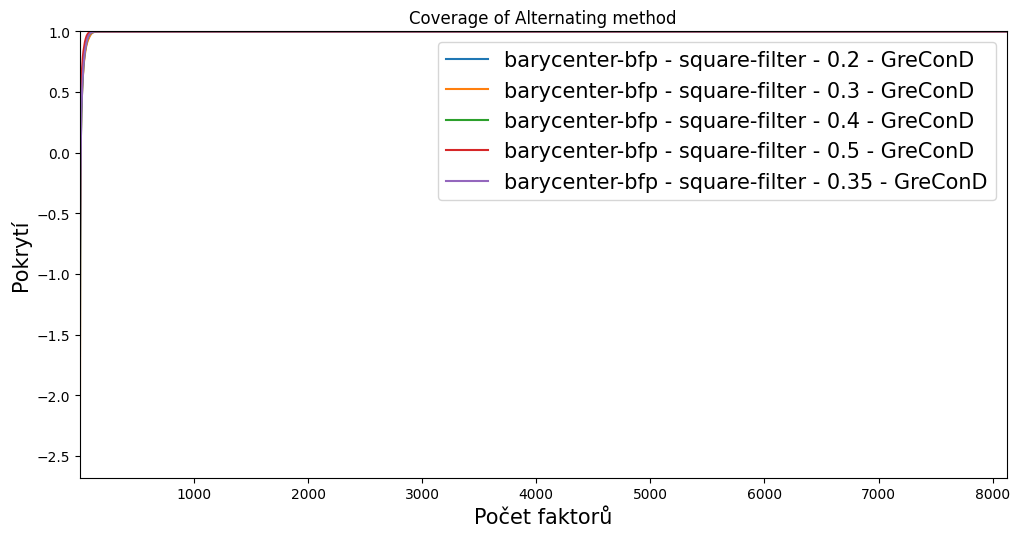 Coverage of Alternating method
1.0
0.5
0.0
−0.5
−1.0
−1.5
−2.0
−2.5
Pokrytí
barycenter-bfp - square-filter - 0.2 - GreConD
barycenter-bfp - square-filter - 0.3 - GreConD
barycenter-bfp - square-filter - 0.4 - GreConD
barycenter-bfp - square-filter - 0.5 - GreConD
barycenter-bfp - square-filter - 0.35 - GreConD
1000 2000 3000 4000 5000 6000 7000 8000
Počet faktorů